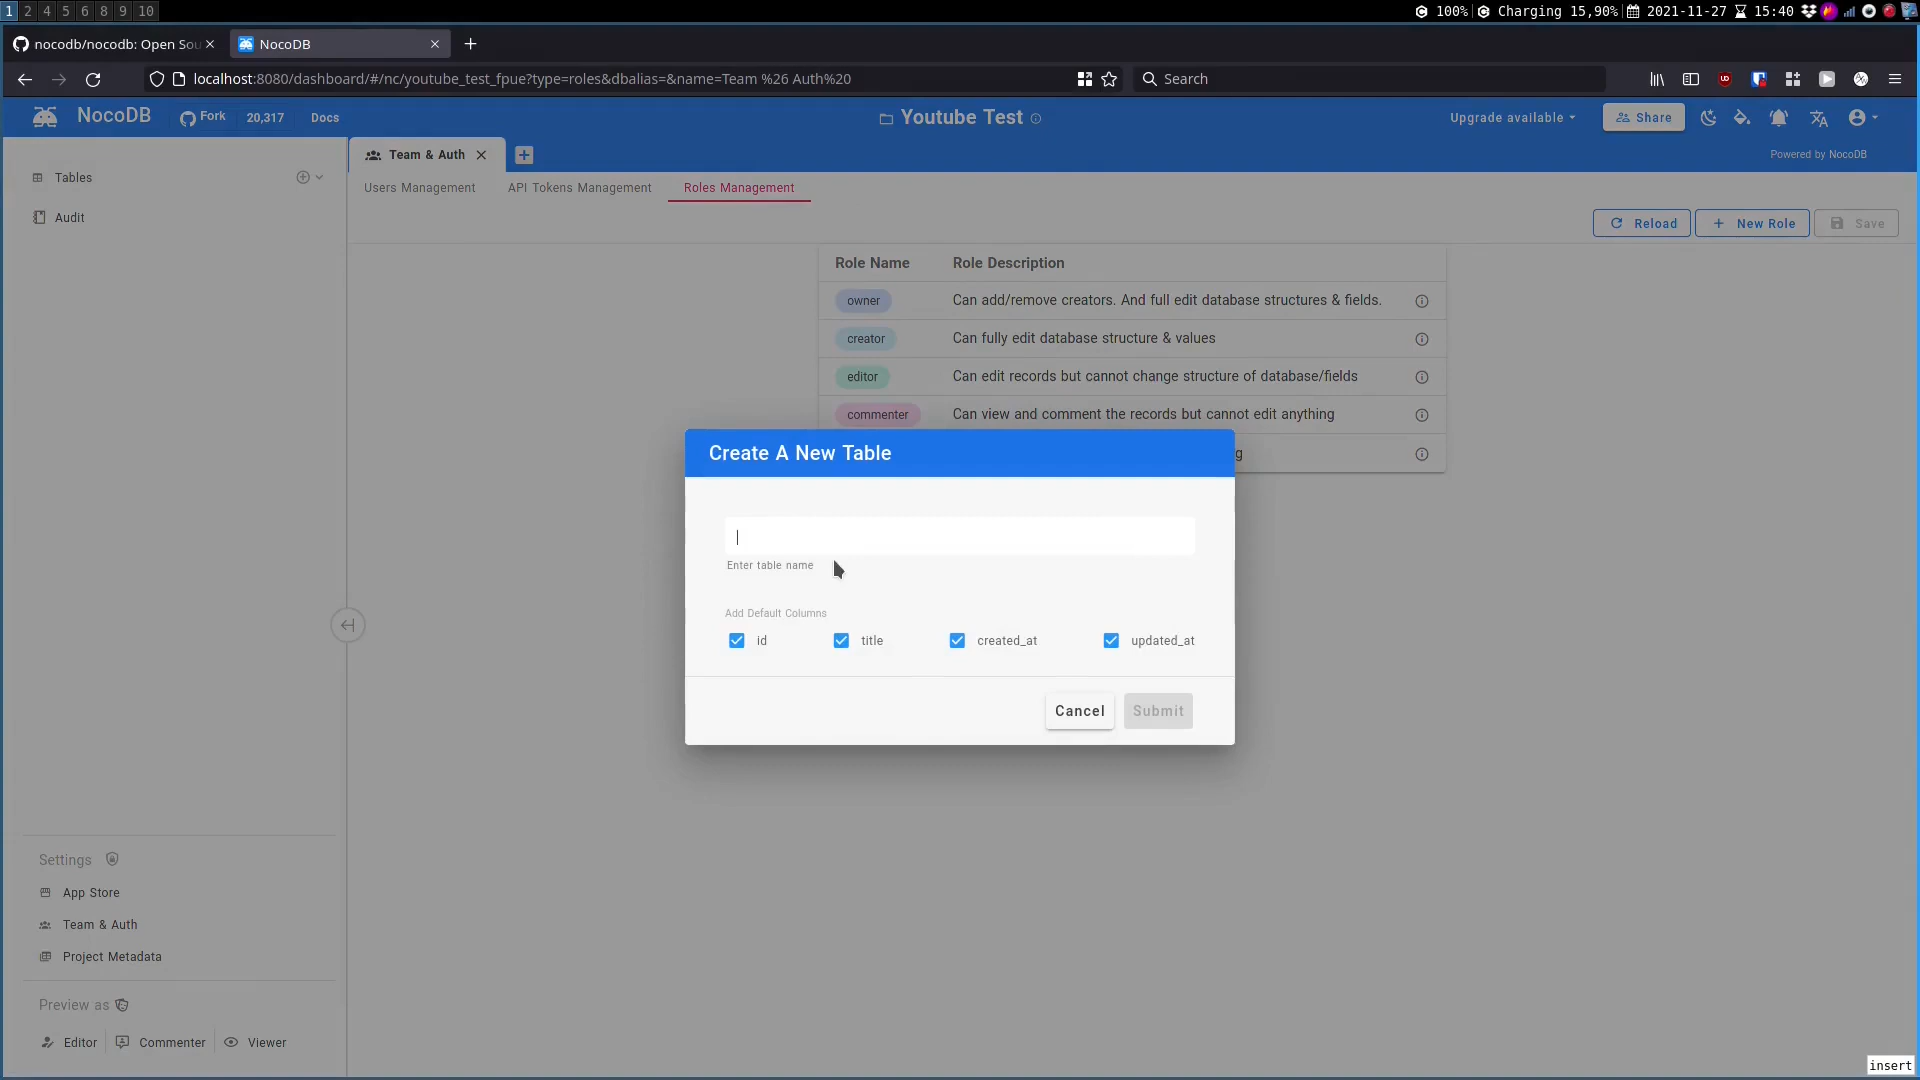 1 2 4 5 6 8 9 10
100% Charging 15,90% 2021-11-27 15:40
nocodb/nocodb: Open Sou
NocoDB
localhost:8080/dashboard/#/nc/youtube_test_fpue?type=roles&dbalias=&name=Team %26 Auth%20
Search
NocoDB
Fork
20,317
Docs
Youtube Test
Upgrade available
Share
Team & Auth
Powered by NocoDB
Tables
Audit
Users Management
API Tokens Management
Roles Management
Reload
New Role
Save
Role Name Role Description
owner Can add/remove creators. And full edit database structures & fields.
creator Can fully edit database structure & values
editor Can edit records but cannot change structure of database/fields
commenter Can view and comment the records but cannot edit anything
g
Create A New Table
Enter table name
Add Default Columns
id title created_at updated_at
Cancel Submit
Settings
App Store
Team & Auth
Project Metadata
Preview as
Editor Commenter Viewer
insert